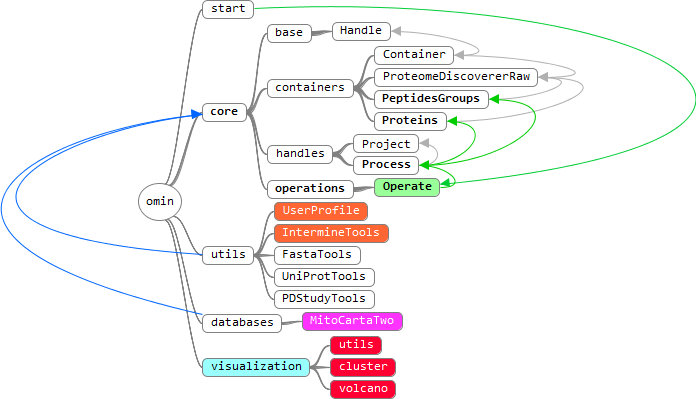 start
base
Handle
Container
ProteomeDiscovererRaw
containers
PeptidesGroups
core
Proteins
Project
handles
Process
operations
Operate
omin
UserProfile
IntermineTools
utils
FastaTools
UniProtTools
PDStudyTools
databases
MitoCartaTwo
utils
visualization
cluster
volcano